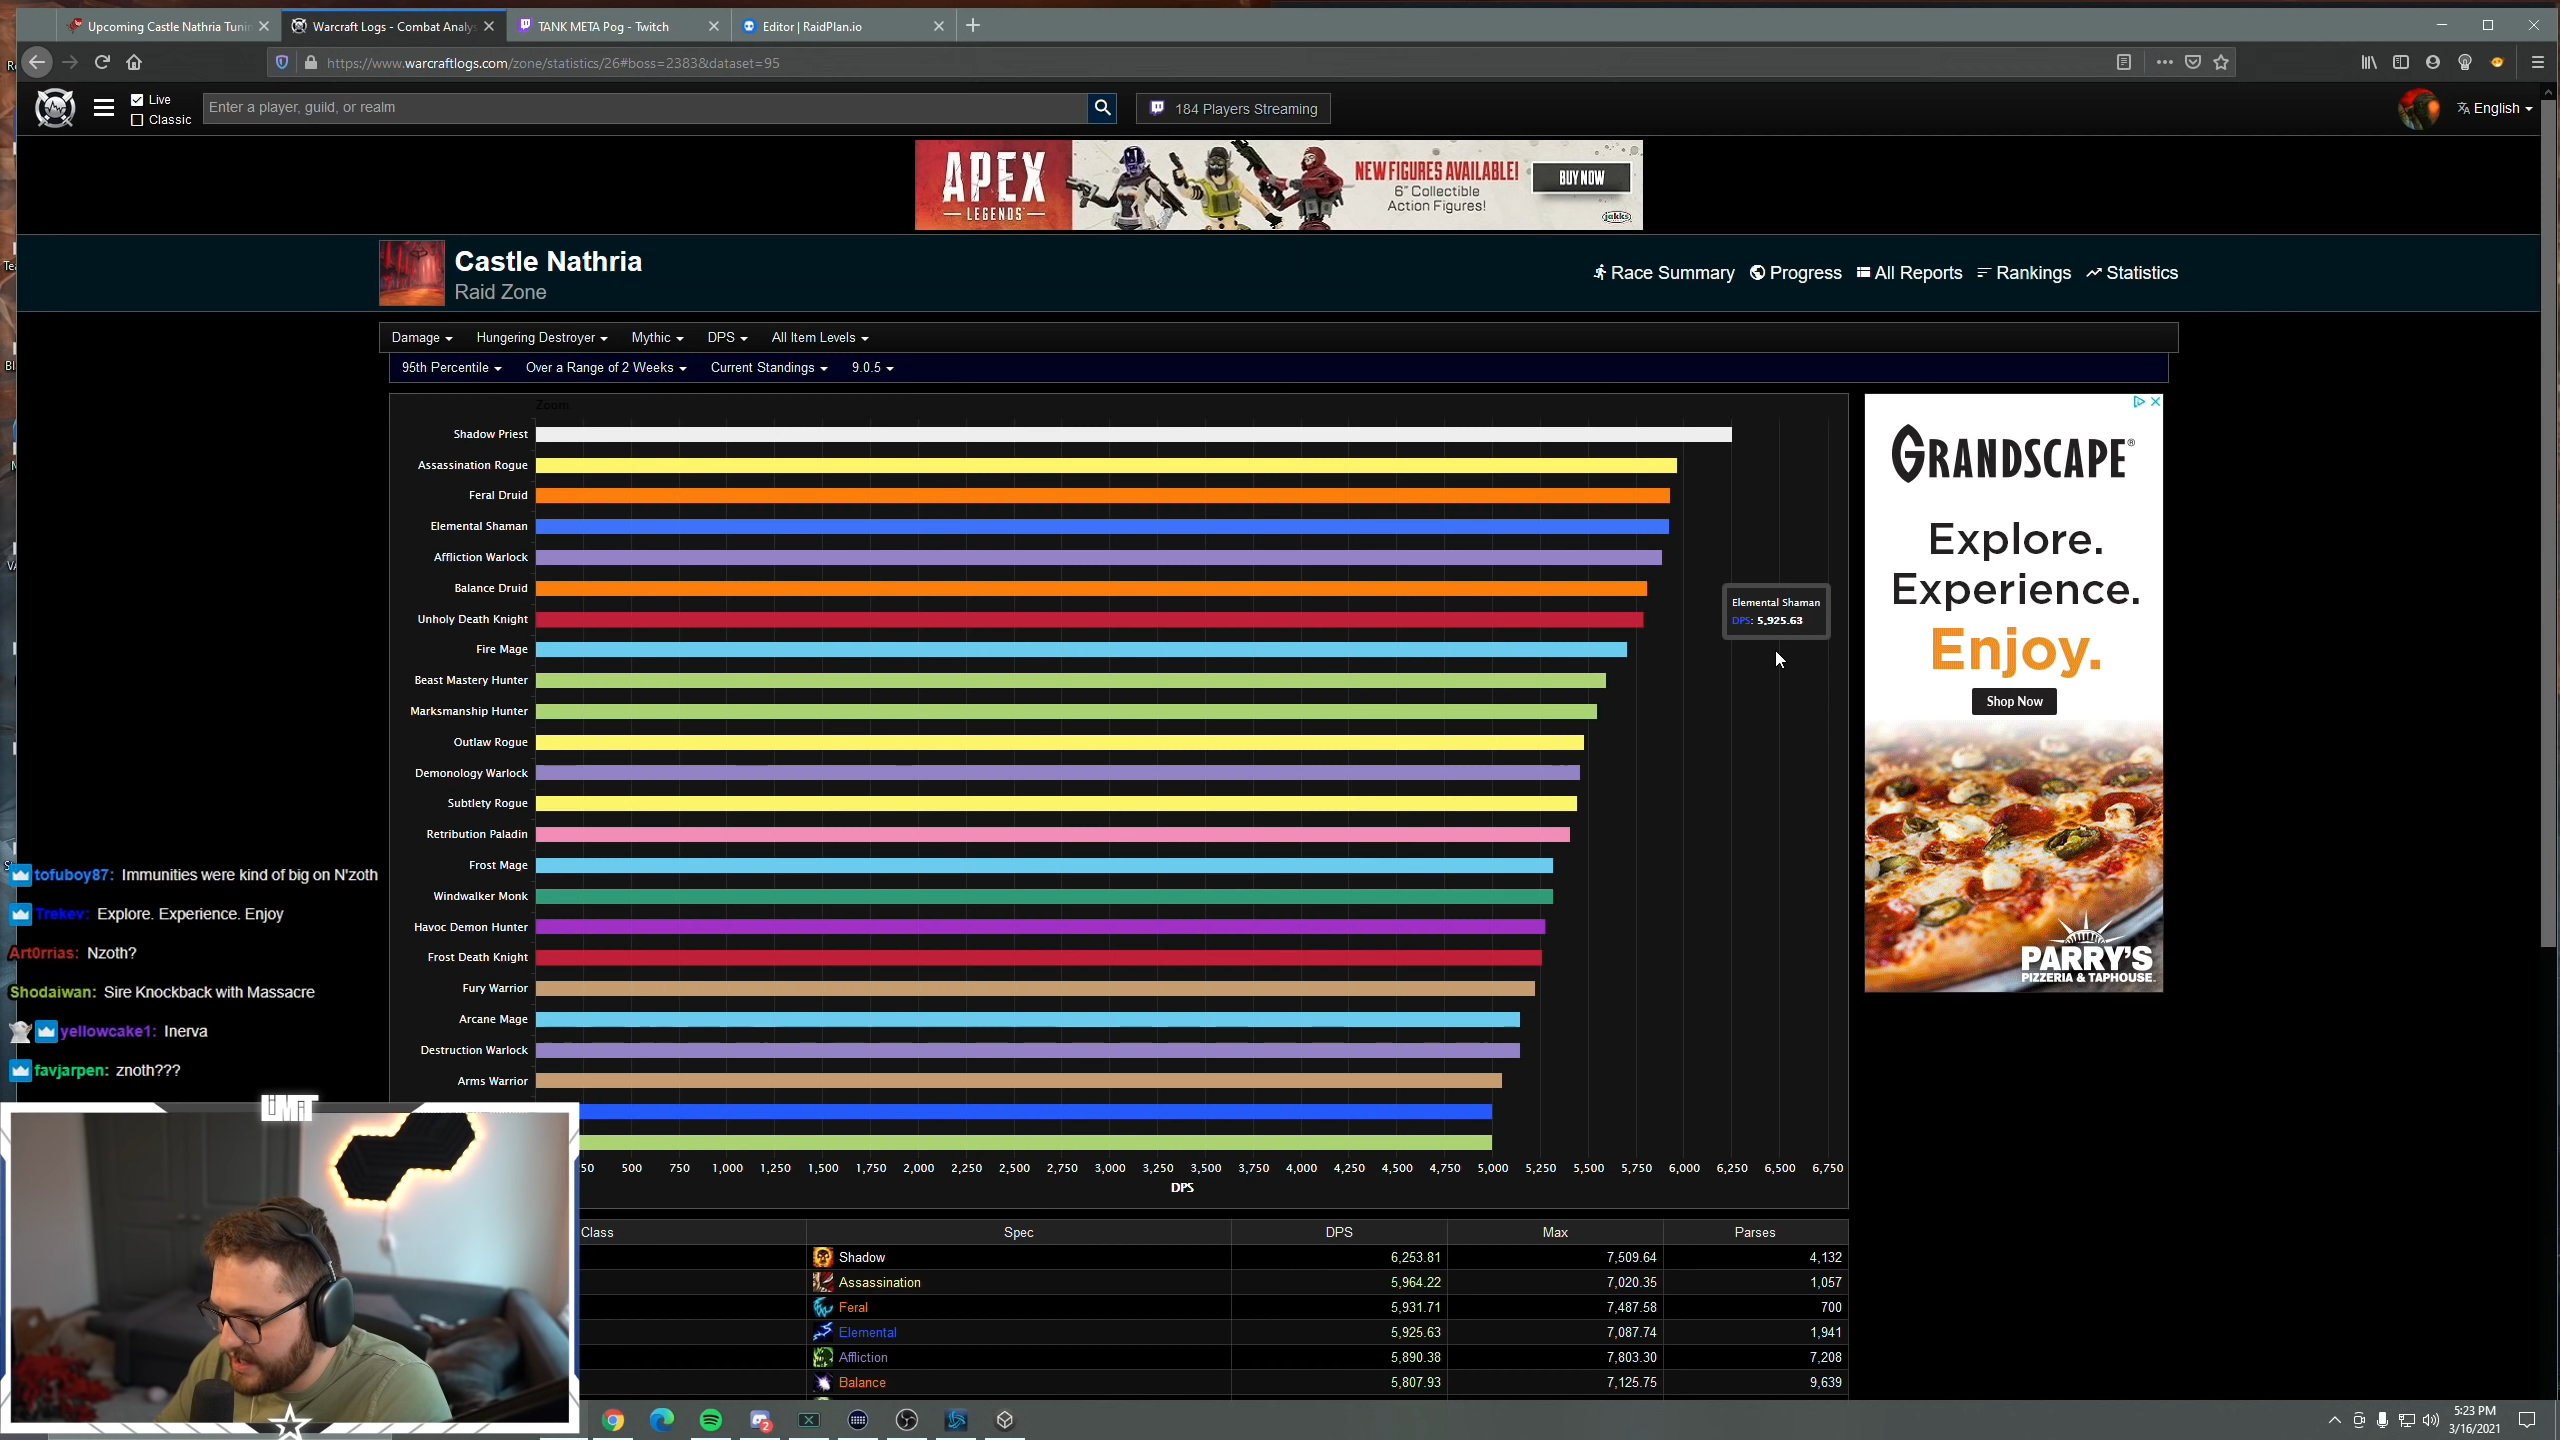 Upcoming Castle Nathria Tuni
Warcraft Logs - Combat Analys
TANK META Pog - Twitch
Editor | RaidPlan.io
https://www.warcraftlogs.com/zone/statistics/26#boss=2383&dataset=95
Live
Classic
Enter a player, guild, or realm
184 Players Streaming
English
APEX
LEGENDS
NEW FIGURES AVAILABLE!
6" Collectible
Action Figures!
BUY NOW
jakks
Castle Nathria
Raid Zone
Race Summary
Progress
All Reports
Rankings
Statistics
Damage
Hungering Destroyer
Mythic
DPS
All Item Levels
95th Percentile
Over a Range of 2 Weeks
Current Standings
9.0.5
Zoom
Shadow Priest
Assassination Rogue
Feral Druid
Elemental Shaman
Affliction Warlock
Balance Druid
Unholy Death Knight
Fire Mage
Beast Mastery Hunter
Marksmanship Hunter
Outlaw Rogue
Demonology Warlock
Subtlety Rogue
Retribution Paladin
Frost Mage
Windwalker Monk
Havoc Demon Hunter
Frost Death Knight
Fury Warrior
Arcane Mage
Destruction Warlock
Arms Warrior
Elemental Shaman
DPS: 5,925.63
50 500 750 1,000 1,250 1,500 1,750 2,000 2,250 2,500 2,750 3,000 3,250 3,500 3,750 4,000 4,250 4,500 4,750 5,000 5,250 5,500 5,750 6,000 6,250 6,500 6,750
DPS
GRANDSCAPE®
Explore.
Experience.
Enjoy.
Shop Now
PARRY'S
PIZZERIA & TAPHOUSE
tofuboy87: Immunities were kind of big on N'zoth
Trekev: Explore. Experience. Enjoy
Art0rrias: Nzoth?
Shodaiwan: Sire Knockback with Massacre
yellowcake1: Inerva
favjarpen: znoth???
LIMIT
Class Spec DPS Max Parses
Shadow 6,253.81 7,509.64 4,132
Assassination 5,964.22 7,020.35 1,057
Feral 5,931.71 7,487.58 700
Elemental 5,925.63 7,087.74 1,941
Affliction 5,890.38 7,803.30 7,208
Balance 5,807.93 7,125.75 9,639
2
5:23 PM
3/16/2021